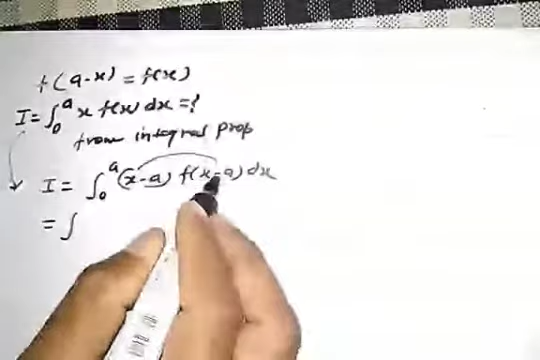 f(a-x) = f(x)
I = ∫₀ᵃ x f(x) dx = ?
from integral prop
I = ∫₀ᵃ (x-a) f(x-a) dx
= ∫